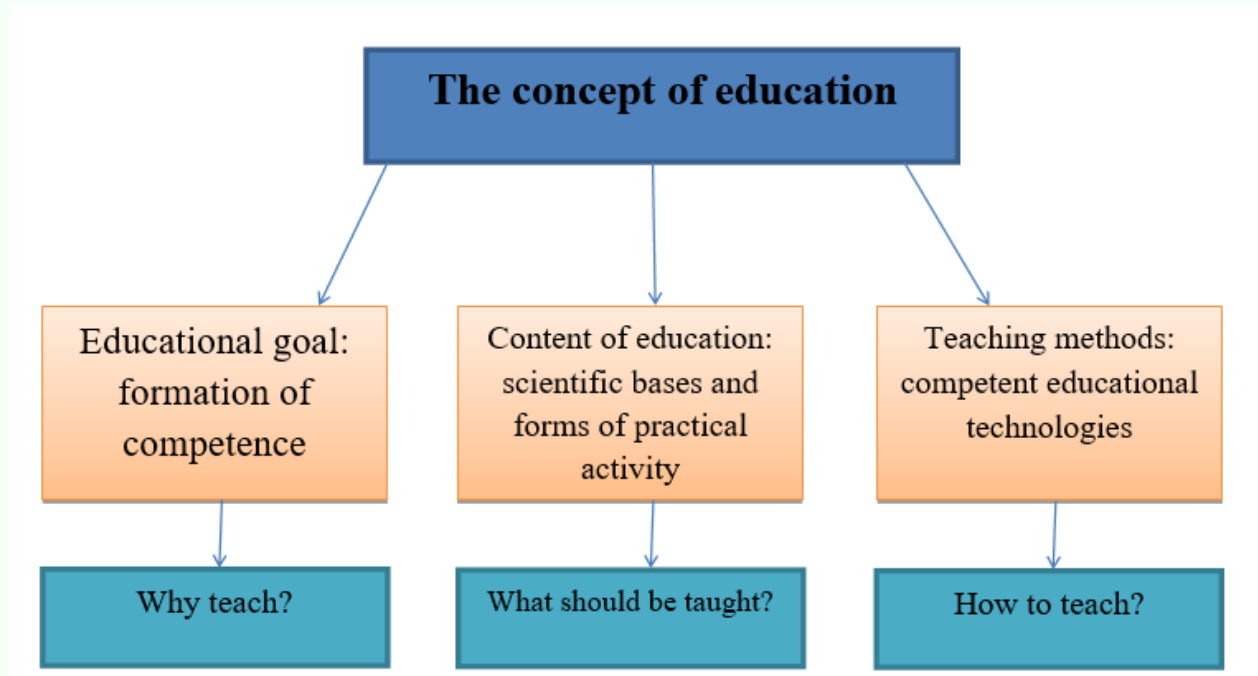 The concept of education
Educational goal:
formation of
competence
Content of education:
scientific bases and
forms of practical
activity
Teaching methods:
competent educational
technologies
Why teach?
What should be taught?
How to teach?